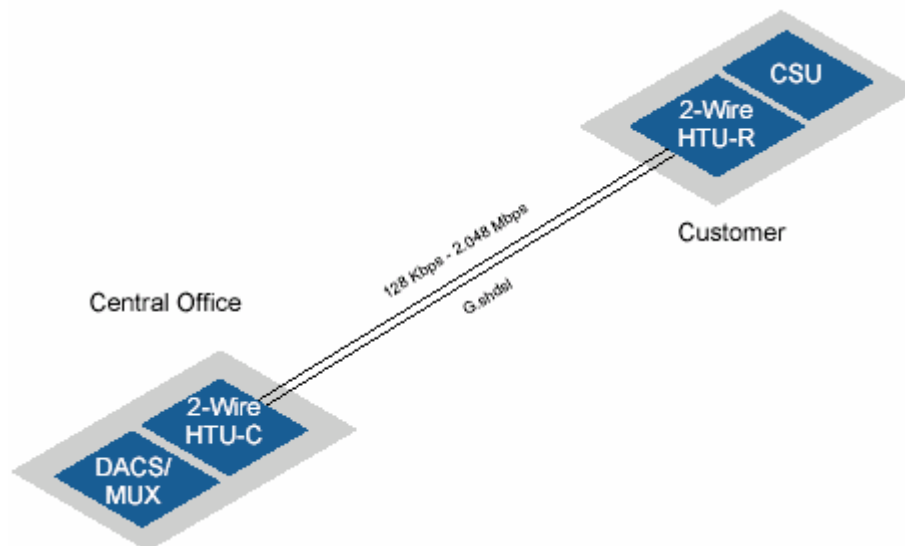 CSU
2-Wire
HTU-R
Customer
128 Kbps - 2.048 Mbps
G.shdsl
Central Office
2-Wire
HTU-C
DACS/
MUX